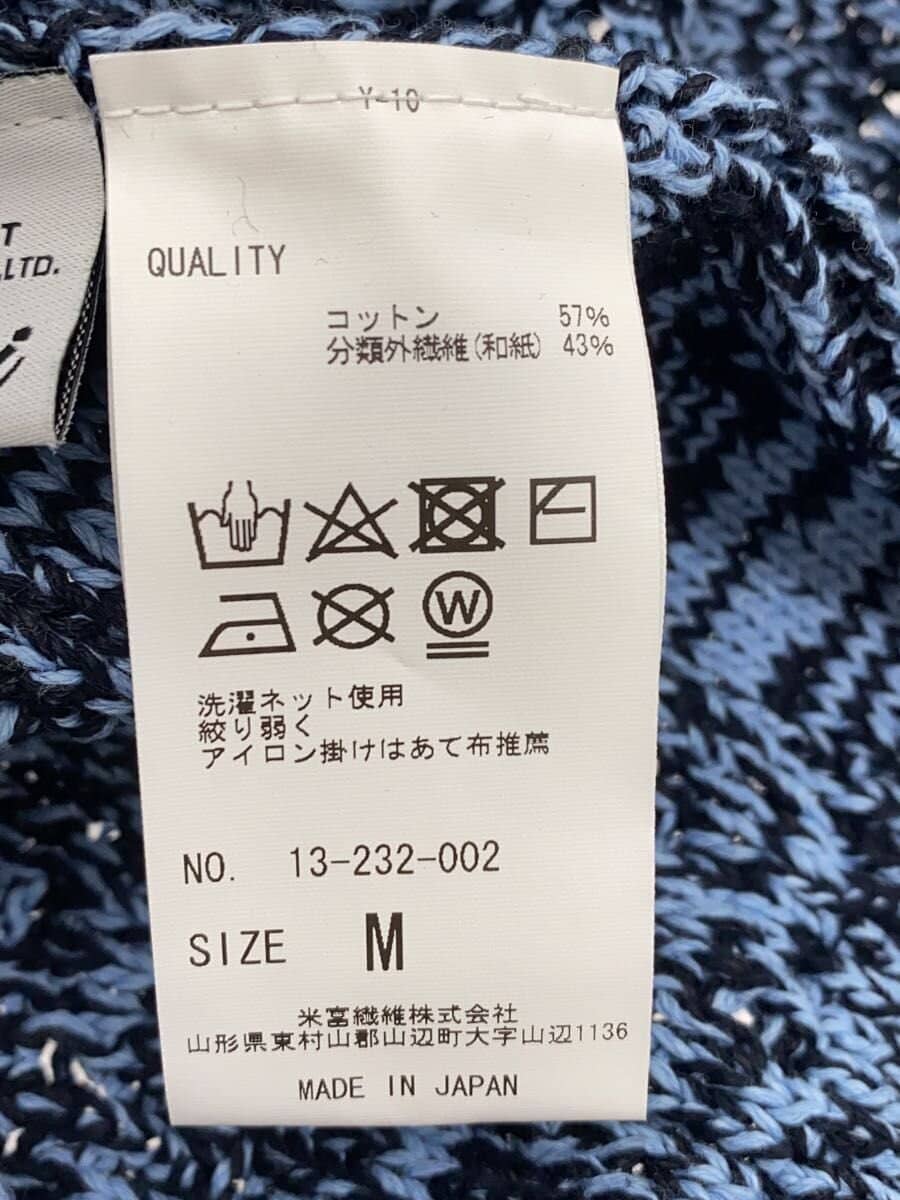 Y-10
T
.,LTD.
QUALITY
コットン 57%
分類外繊維(和紙) 43%
W
洗濯ネット使用
絞り弱く
アイロン掛けはあて布推薦
NO. 13-232-002
SIZE M
米富繊維株式会社
山形県東村山郡山辺町大字山辺1136
MADE IN JAPAN